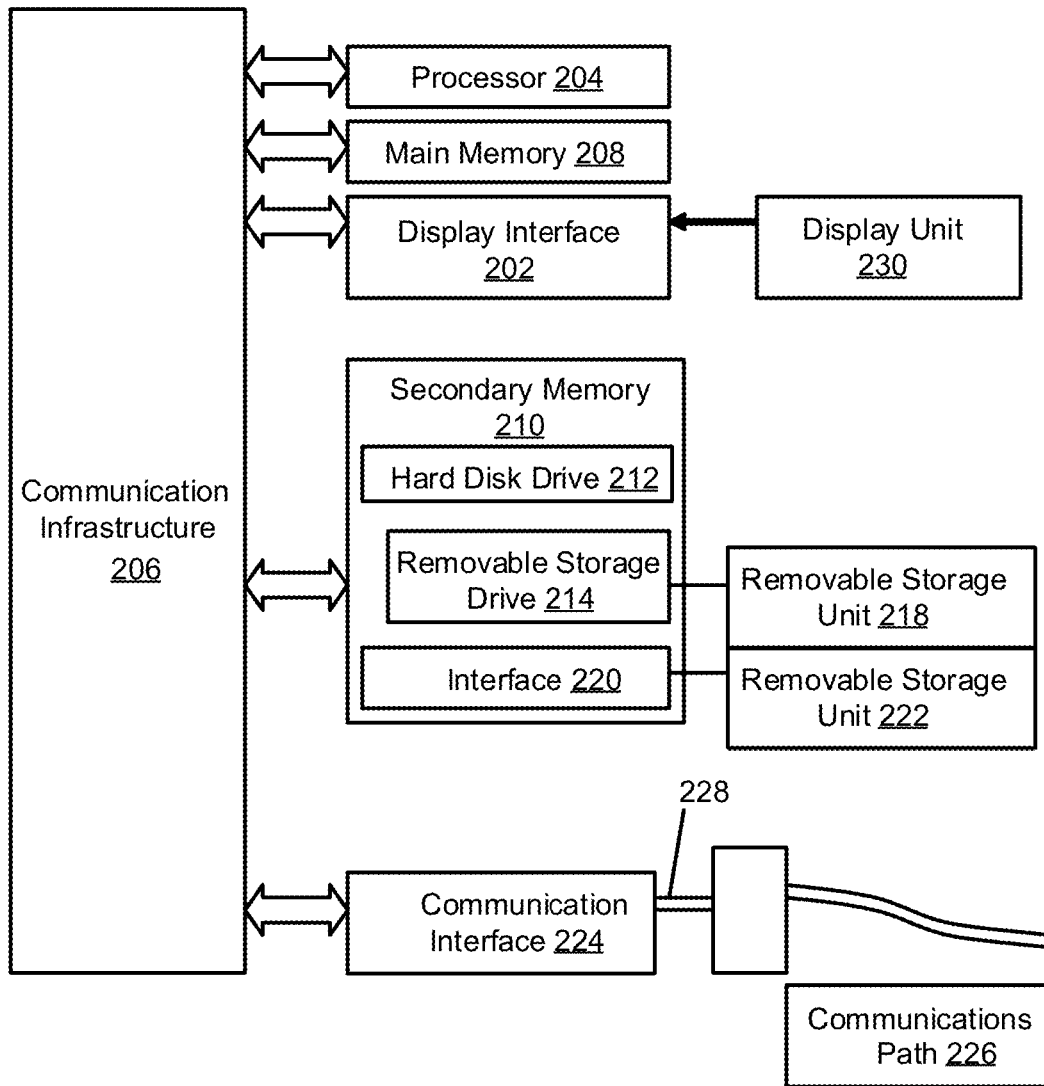 Processor 204
Main Memory 208
Display Interface
202
Display Unit
230
Secondary Memory
210
Hard Disk Drive 212
Communication
Infrastructure
206
Removable Storage
Drive 214
Removable Storage
Unit 218
Interface 220
Removable Storage
Unit 222
228
Communication
Interface 224
Communications
Path 226